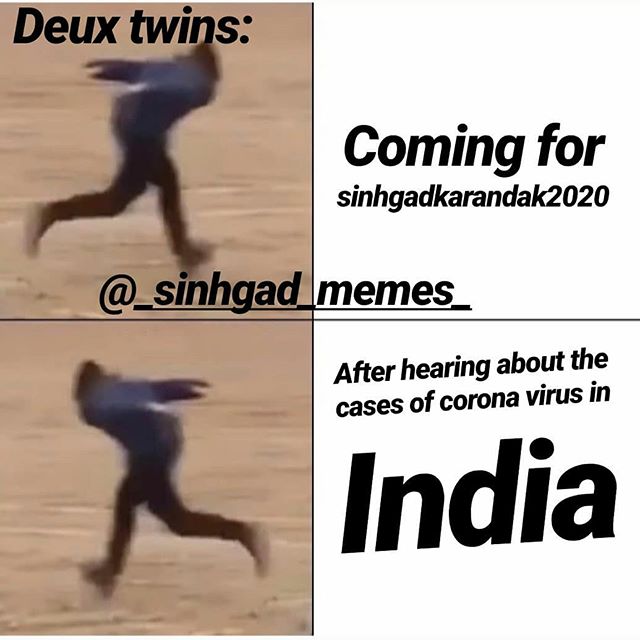 Deux twins:
Coming for
sinhgadkarandak2020
@_sinhgad_memes_
After hearing about the
cases of corona virus in
India